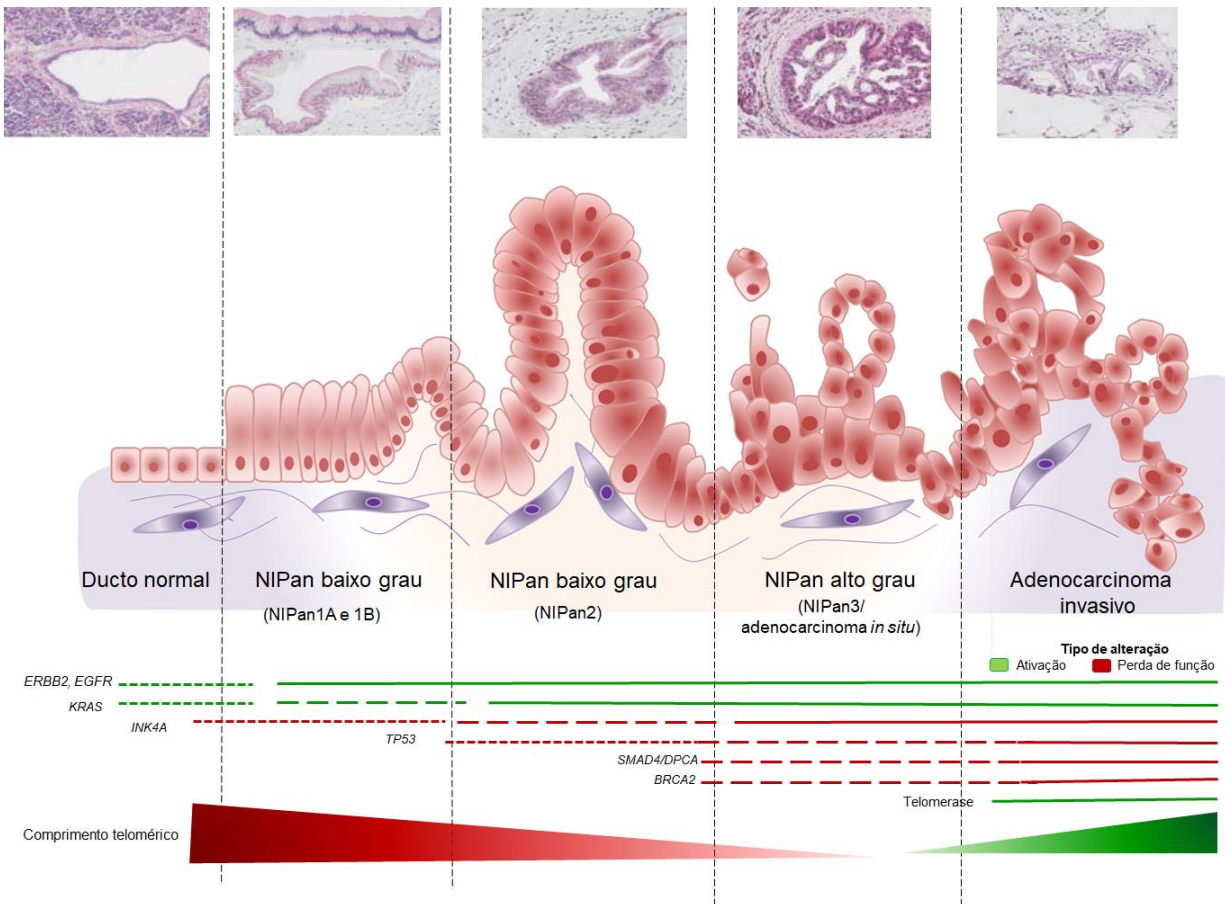 Ducto normal
NIPan baixo grau
(NIPan1A e 1B)
NIPan baixo grau
(NIPan2)
NIPan alto grau
(NIPan3/
adenocarcinoma in situ)
Adenocarcinoma
invasivo
Tipo de alteração
Ativação
Perda de função
ERBB2, EGFR
KRAS
INK4A
TP53
SMAD4/DPCA
BRCA2
Telomerase
Comprimento telomérico